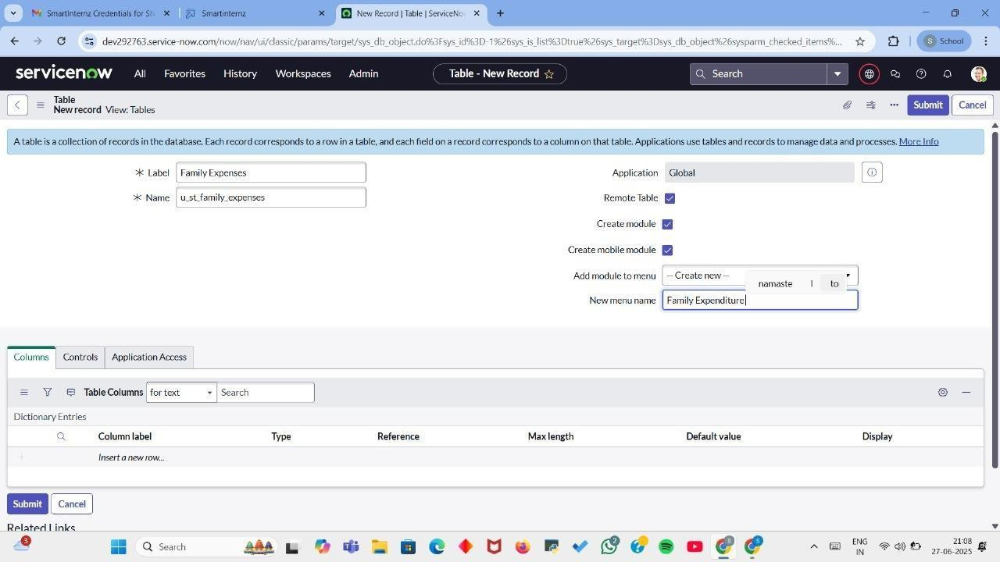 SmartInternz Credentials for Sh
Smartinternz
New Record | Table | ServiceNo
dev292763.service-now.com/now/nav/ui/classic/params/target/sys_db_object.do%3Fsys_id%3D-1%26sys_is_list%3Dtrue%26sys_target%3Dsys_db_object%26sysparm_checked_items%...
S School
servicenow All Favorites History Workspaces Admin Table - New Record Search
Table
New record View: Tables
Submit Cancel
A table is a collection of records in the database. Each record corresponds to a row in a table, and each field on a record corresponds to a column on that table. Applications use tables and records to manage data and processes. More Info
Label Family Expenses
Application Global
Name u_st_family_expenses
Remote Table
Create module
Create mobile module
Add module to menu -- Create new --
namaste I to
New menu name Family Expenditure
Columns Controls Application Access
Table Columns for text Search
Dictionary Entries
Column label Type Reference Max length Default value Display
Insert a new row...
Submit Cancel
Related Links
3 Search 2 S S ENG 21:08
IN 27-06-2025